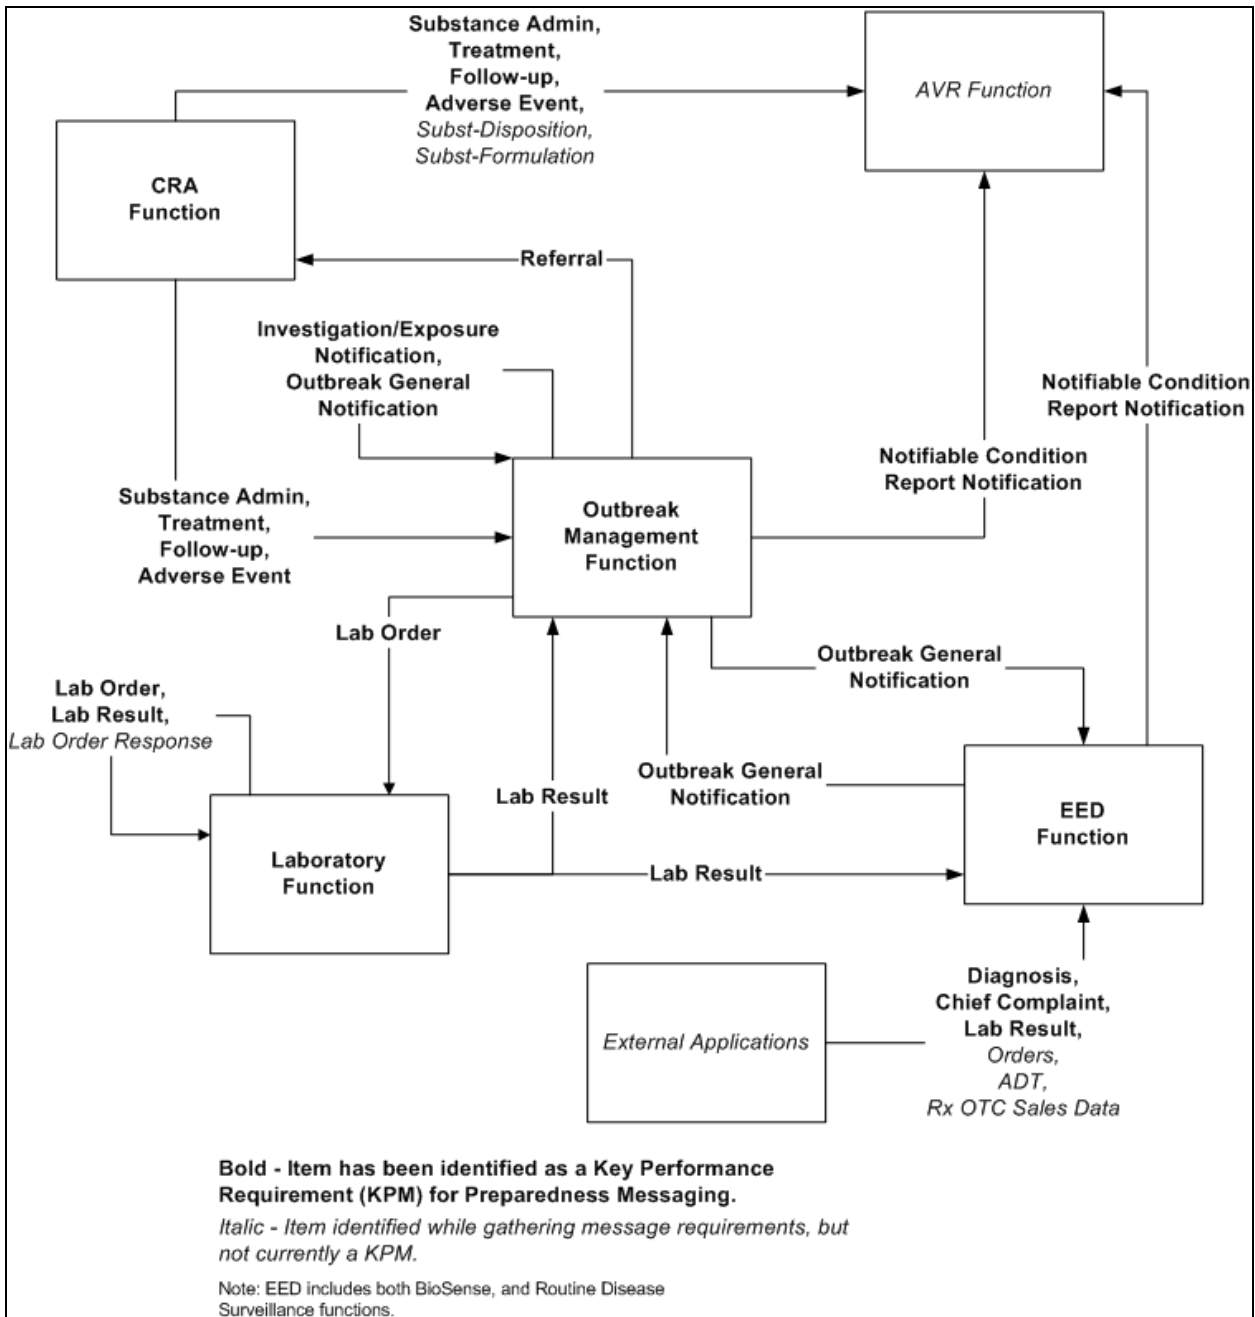 Substance Admin,
Treatment,
Follow-up,
Adverse Event,
Subst-Disposition,
Subst-Formulation
AVR Function
CRA
Function
Referral
Investigation/Exposure
Notification,
Outbreak General
Notification
Notifiable Condition
Report Notification
Notifiable Condition
Report Notification
Substance Admin,
Treatment,
Follow-up,
Adverse Event
Outbreak
Management
Function
Lab Order
Outbreak General
Notification
Lab Order,
Lab Result,
Lab Order Response
Outbreak General
Notification
Lab Result
EED
Function
Laboratory
Function
Lab Result
External Applications
Diagnosis,
Chief Complaint,
Lab Result,
Orders,
ADT,
Rx OTC Sales Data
Bold - Item has been identified as a Key Performance
Requirement (KPM) for Preparedness Messaging.
Italic - Item identified while gathering message requirements, but
not currently a KPM.
Note: EED includes both BioSense, and Routine Disease
Surveillance functions.